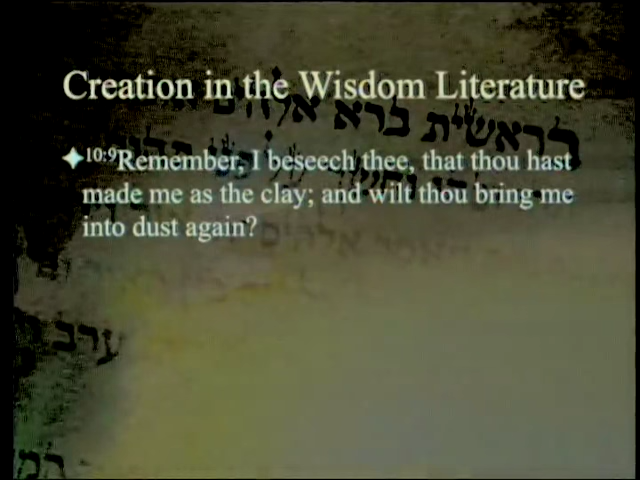 Creation in the Wisdom Literature
10:9Remember, I beseech thee, that thou hast
made me as the clay; and wilt thou bring me
into dust again?
בראשית ברא אלהים
ערב